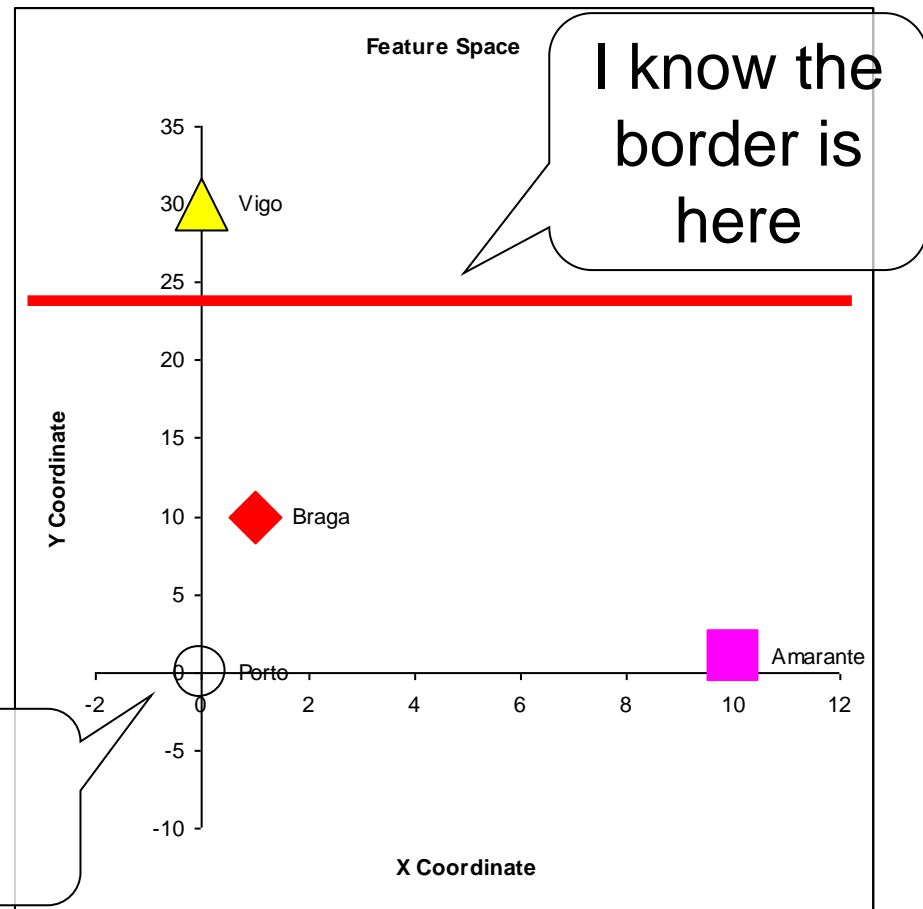 Feature Space
I know the
border is
here
35
30
Vigo
25
20
15
10
Braga
5
0
Porto
Amarante
-2
0
2
4
6
8
10
12
-5
-10
Y Coordinate
X Coordinate